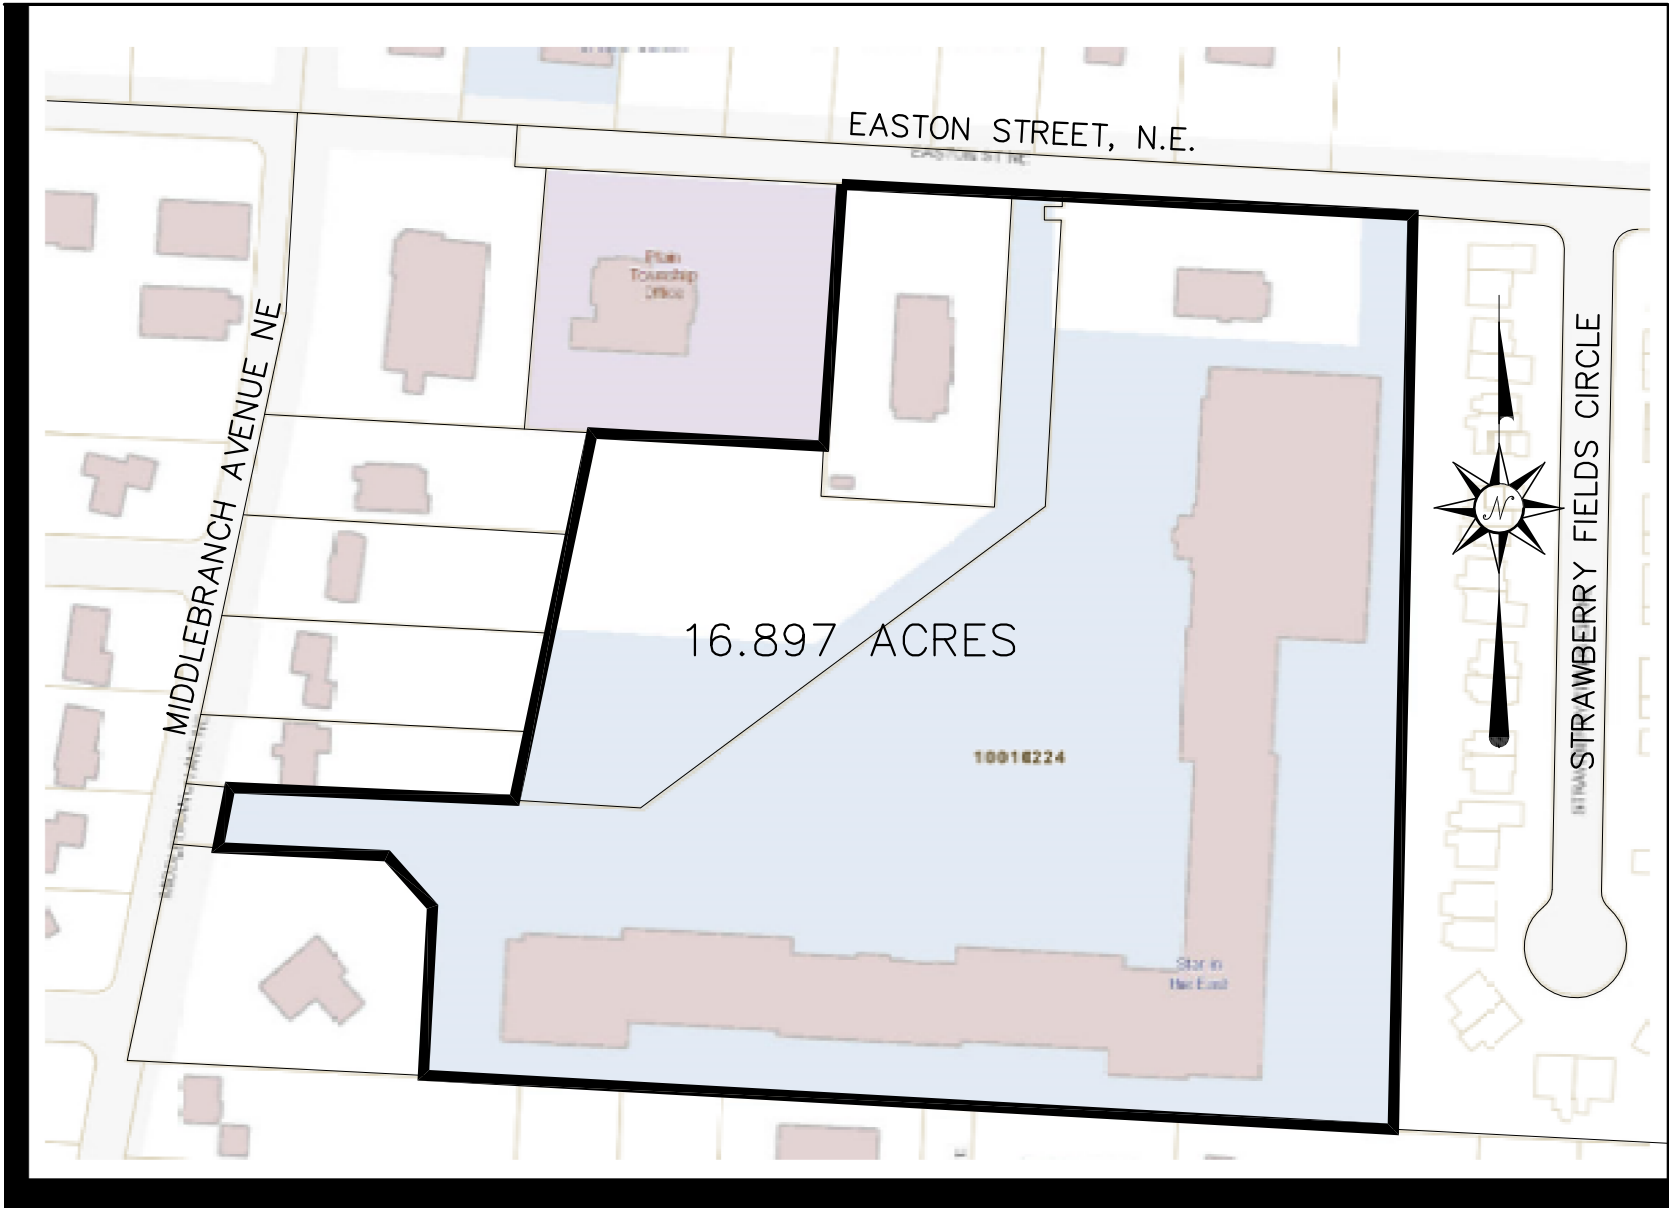 EASTON STREET, N.E.
EASTON ST NE
Plain
Township
Office
MIDDLEBRANCH AVENUE NE
STRAWBERRY FIELDS CIRCLE
N
16.897 ACRES
10016224
Star in
the East